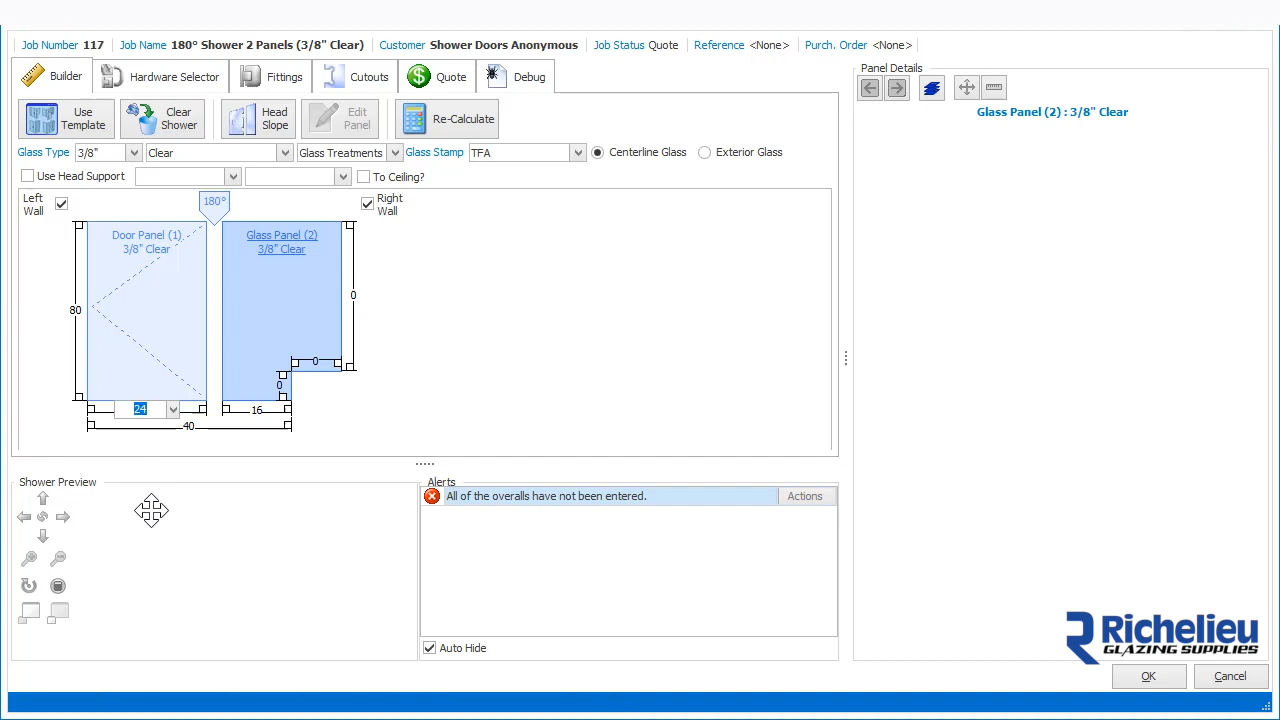 Job Number 117 Job Name 180° Shower 2 Panels (3/8" Clear) Customer Shower Doors Anonymous Job Status Quote Reference <None> Purch. Order <None>
Builder Hardware Selector Fittings Cutouts Quote Debug
Use Template Clear Shower Head Slope Edit Panel Re-Calculate
Glass Type 3/8" Clear Glass Treatments Glass Stamp TFA Centerline Glass Exterior Glass
Use Head Support To Ceiling?
Left Wall 180° Right Wall
Door Panel (1) Glass Panel (2)
3/8" Clear 3/8" Clear
80 0
0
0
24 16
40
Shower Preview
Alerts
All of the overalls have not been entered. Actions
Auto Hide
Panel Details
Glass Panel (2) : 3/8" Clear
Richelieu
GLAZING SUPPLIES
OK Cancel